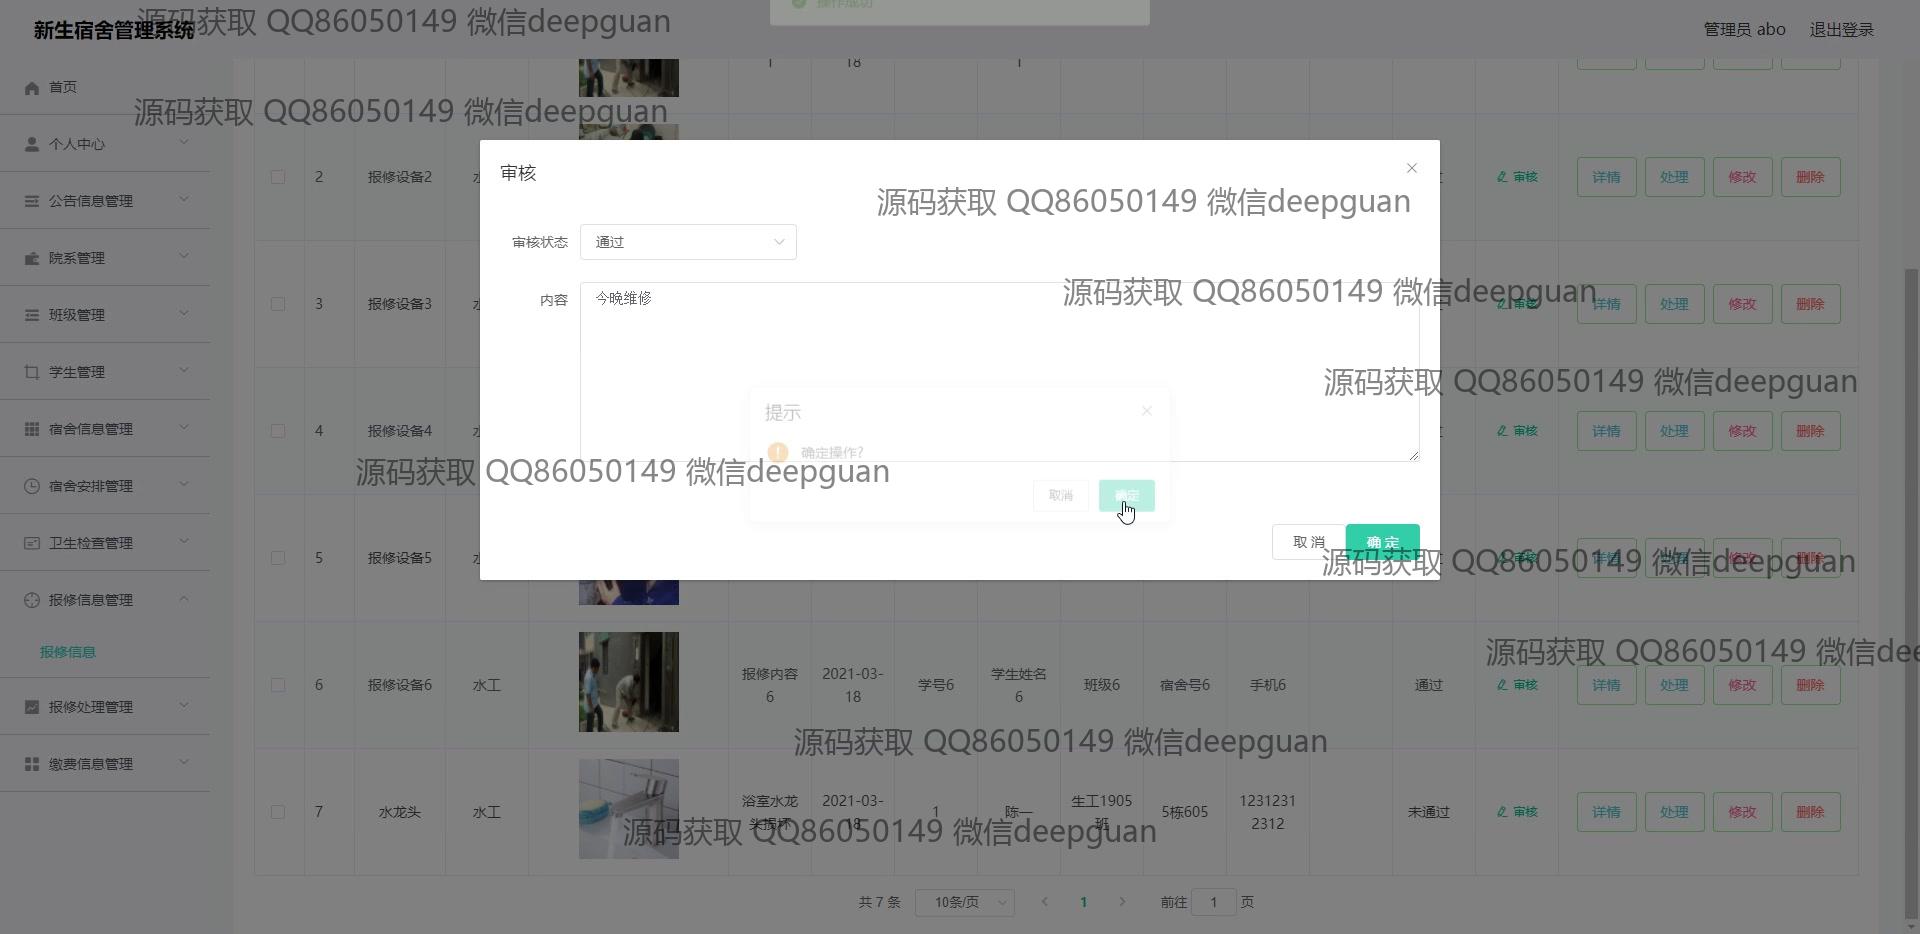 操作成功
新生宿舍管理系统
源码获取 QQ86050149 微信deepguan
管理员 abo
退出登录
首页
个人中心
公告信息管理
院系管理
班级管理
学生管理
宿舍信息管理
宿舍安排管理
卫生检查管理
报修信息管理
报修信息
报修处理管理
缴费信息管理
源码获取 QQ86050149 微信deepguan
1 18 1
2 报修设备2 审核 详情 处理 修改 删除
审核
源码获取 QQ86050149 微信deepguan
审核状态 通过
内容 今晚维修
源码获取 QQ86050149 微信deepguan
3 报修设备3 审核 详情 处理 修改 删除
源码获取 QQ86050149 微信deepguan
提示
确定操作?
取消 确定
4 报修设备4 审核 详情 处理 修改 删除
源码获取 QQ86050149 微信deepguan
取 消 确 定
5 报修设备5 审核 详情 处理 修改 删除
源码获取 QQ86050149 微信deepguan
源码获取 QQ86050149 微信dee
6 报修设备6 水工 报修内容6 2021-03-18 学号6 学生姓名6 班级6 宿舍号6 手机6 通过 审核 详情 处理 修改 删除
源码获取 QQ86050149 微信deepguan
7 水龙头 水工 浴室水龙头损坏 2021-03-18 1 陈一 生工1905班 5栋605 12312312312 未通过 审核 详情 处理 修改 删除
源码获取 QQ86050149 微信deepguan
共 7 条 10条/页 1 前往 1 页